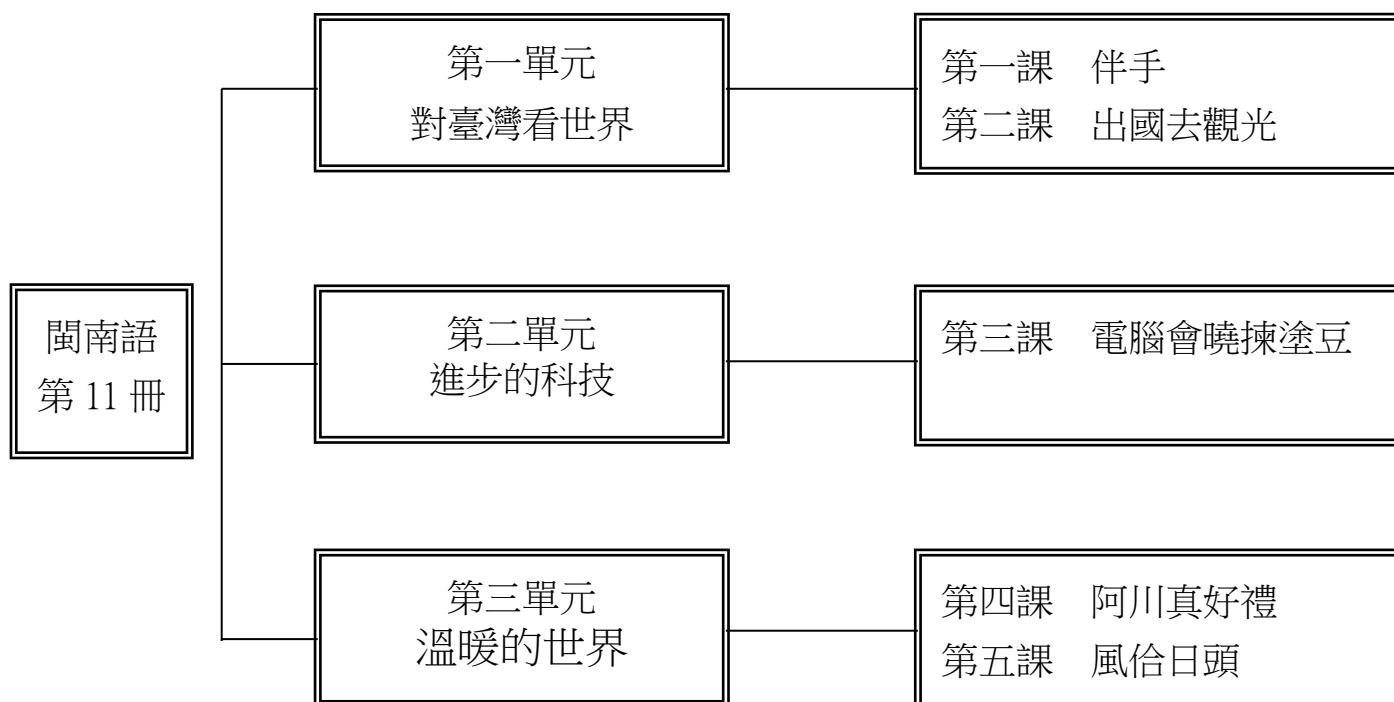 閩南語
第 11 冊
第一單元
對臺灣看世界
第一課　伴手
第二課　出國去觀光
第二單元
進步的科技
第三課　電腦會曉揀塗豆
第三單元
溫暖的世界
第四課　阿川真好禮
第五課　風佮日頭